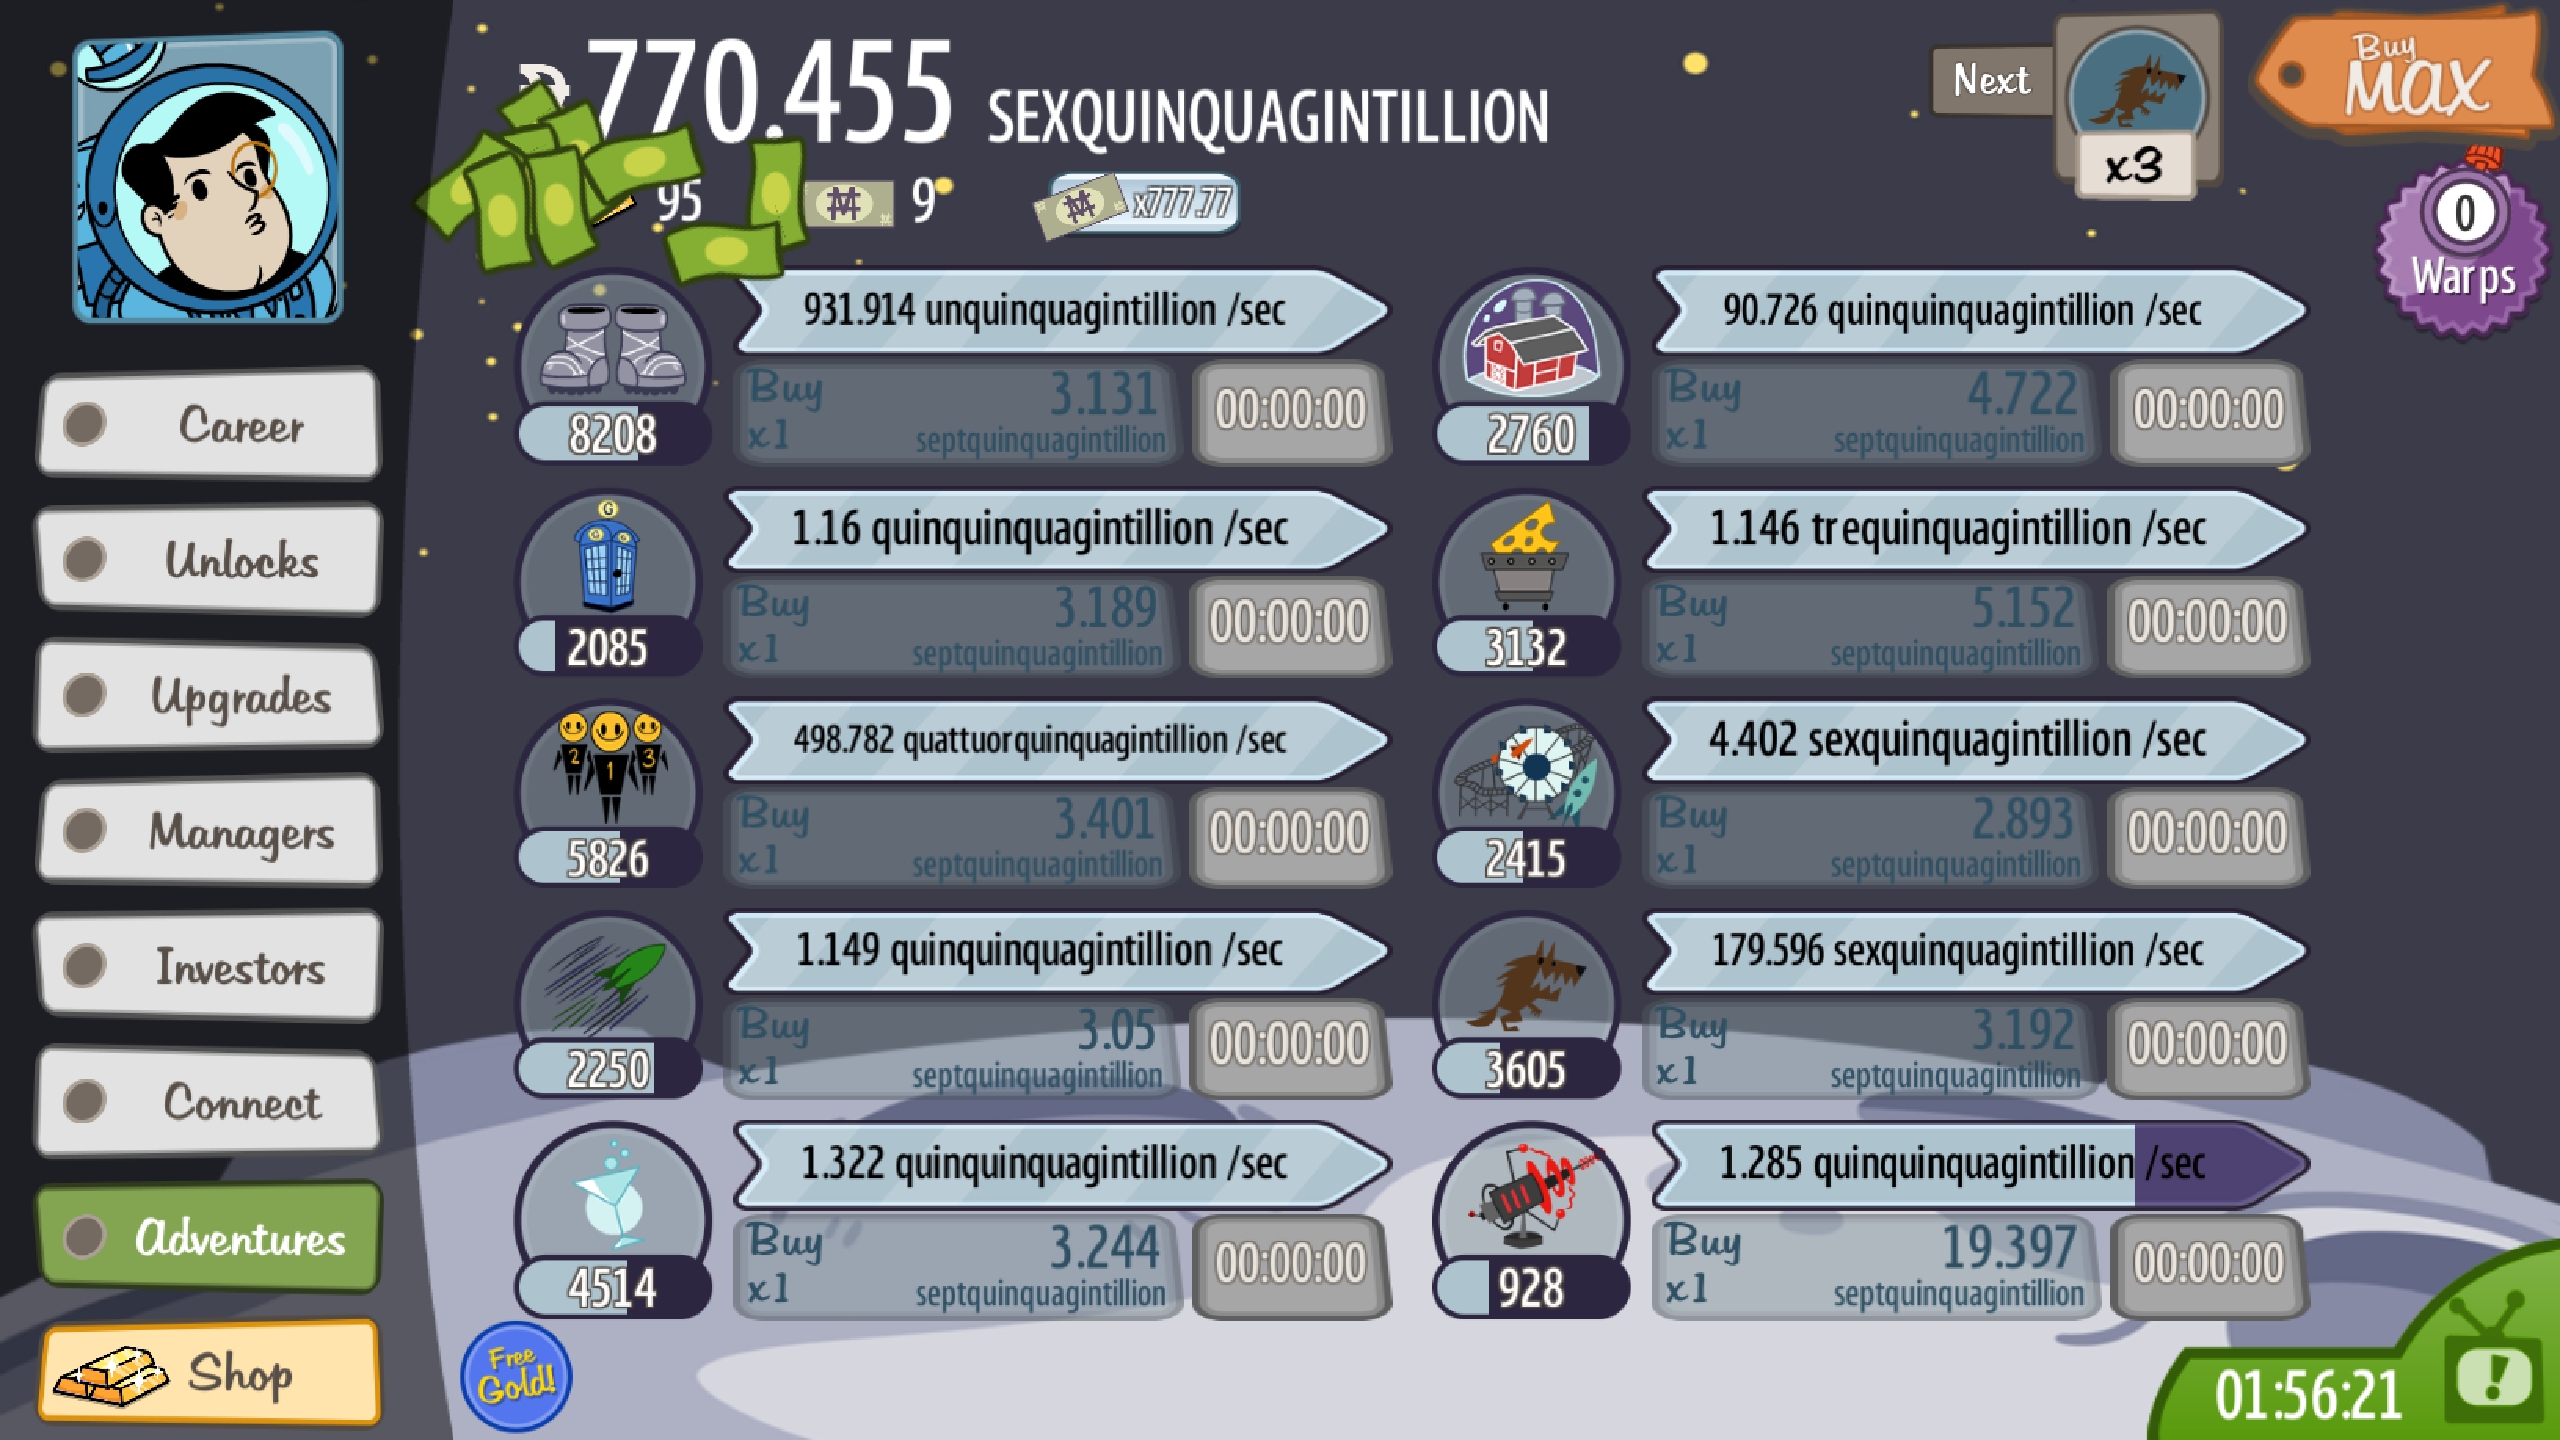 770.455 SEXQUINQUAGINTILLION
95
9
x777.77
Next
x3
Buy
MAX
0
Warps
Career
Unlocks
Upgrades
Managers
Investors
Connect
Adventures
Shop
931.914 unquinquagintillion /sec
8208
Buy
x1
3.131
septquinquagintillion
00:00:00
90.726 quinquinquagintillion /sec
2760
Buy
x1
4.722
septquinquagintillion
00:00:00
G
G
G
1.16 quinquinquagintillion /sec
2085
Buy
x1
3.189
septquinquagintillion
00:00:00
1.146 trequinquagintillion /sec
3132
Buy
x1
5.152
septquinquagintillion
00:00:00
2 1 3
498.782 quattuorquinquagintillion /sec
5826
Buy
x1
3.401
septquinquagintillion
00:00:00
4.402 sexquinquagintillion /sec
2415
Buy
x1
2.893
septquinquagintillion
00:00:00
1.149 quinquinquagintillion /sec
2250
Buy
x1
3.05
septquinquagintillion
00:00:00
179.596 sexquinquagintillion /sec
3605
Buy
x1
3.192
septquinquagintillion
00:00:00
1.322 quinquinquagintillion /sec
4514
Buy
x1
3.244
septquinquagintillion
00:00:00
1.285 quinquinquagintillion /sec
928
Buy
x1
19.397
septquinquagintillion
00:00:00
Free
Gold!
01:56:21
!